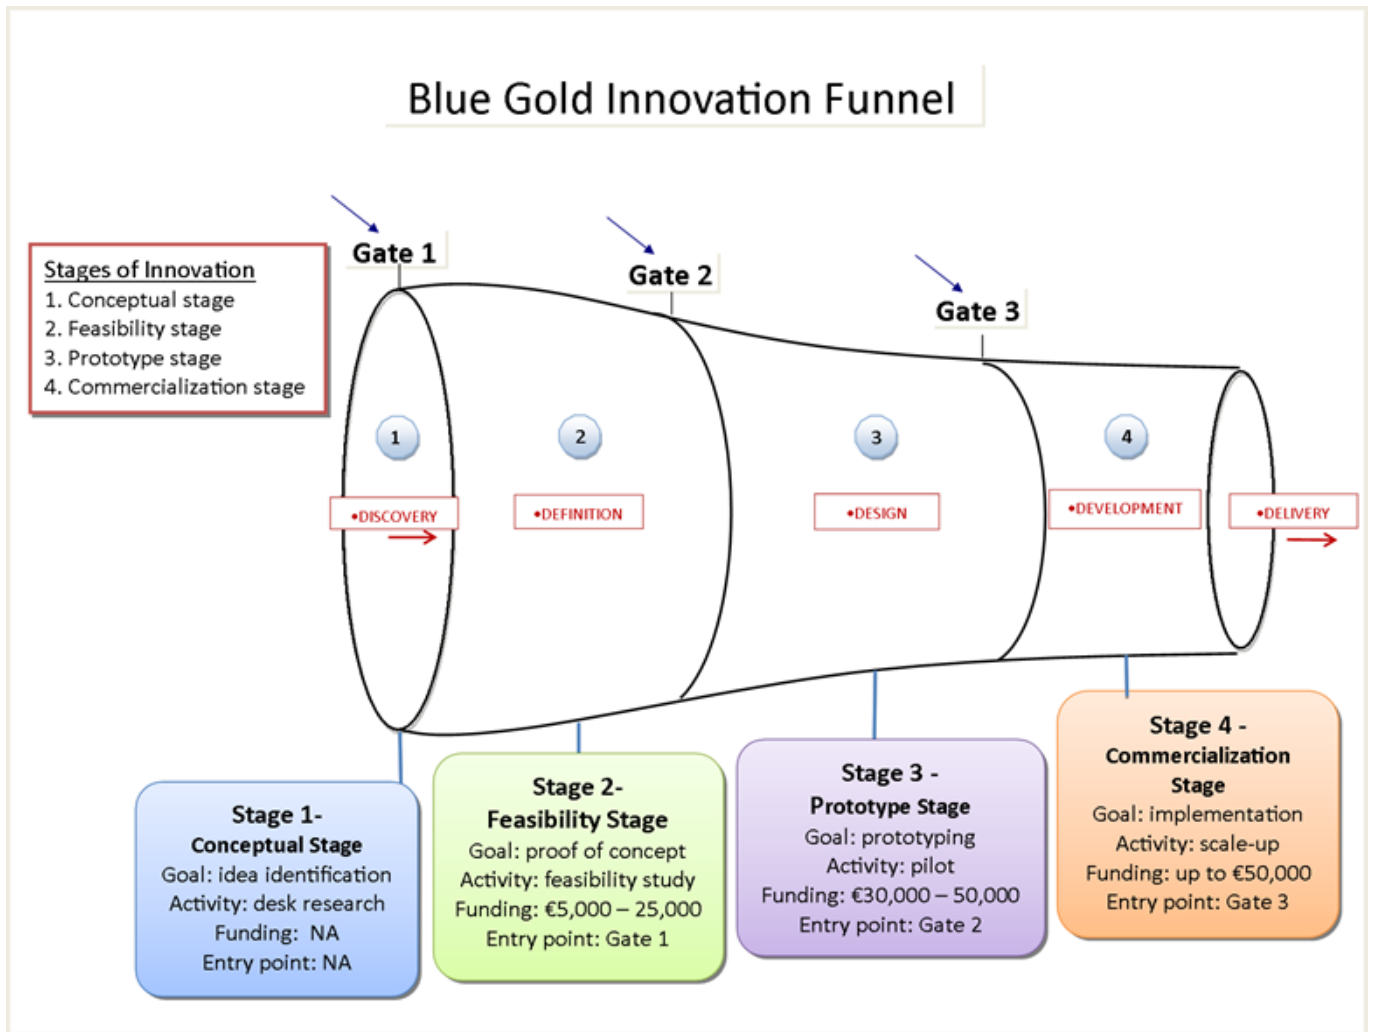 Blue Gold Innovation Funnel
Gate 1
Gate 2
Gate 3
Stages of Innovation
1. Conceptual stage
2. Feasibility stage
3. Prototype stage
4. Commercialization stage
1
2
3
4
•DISCOVERY
•DEFINITION
•DESIGN
•DEVELOPMENT
•DELIVERY
Stage 1-
Conceptual Stage
Goal: idea identification
Activity: desk research
Funding: NA
Entry point: NA
Stage 2-
Feasibility Stage
Goal: proof of concept
Activity: feasibility study
Funding: €5,000 – 25,000
Entry point: Gate 1
Stage 3 -
Prototype Stage
Goal: prototyping
Activity: pilot
Funding: €30,000 – 50,000
Entry point: Gate 2
Stage 4 -
Commercialization
Stage
Goal: implementation
Activity: scale-up
Funding: up to €50,000
Entry point: Gate 3